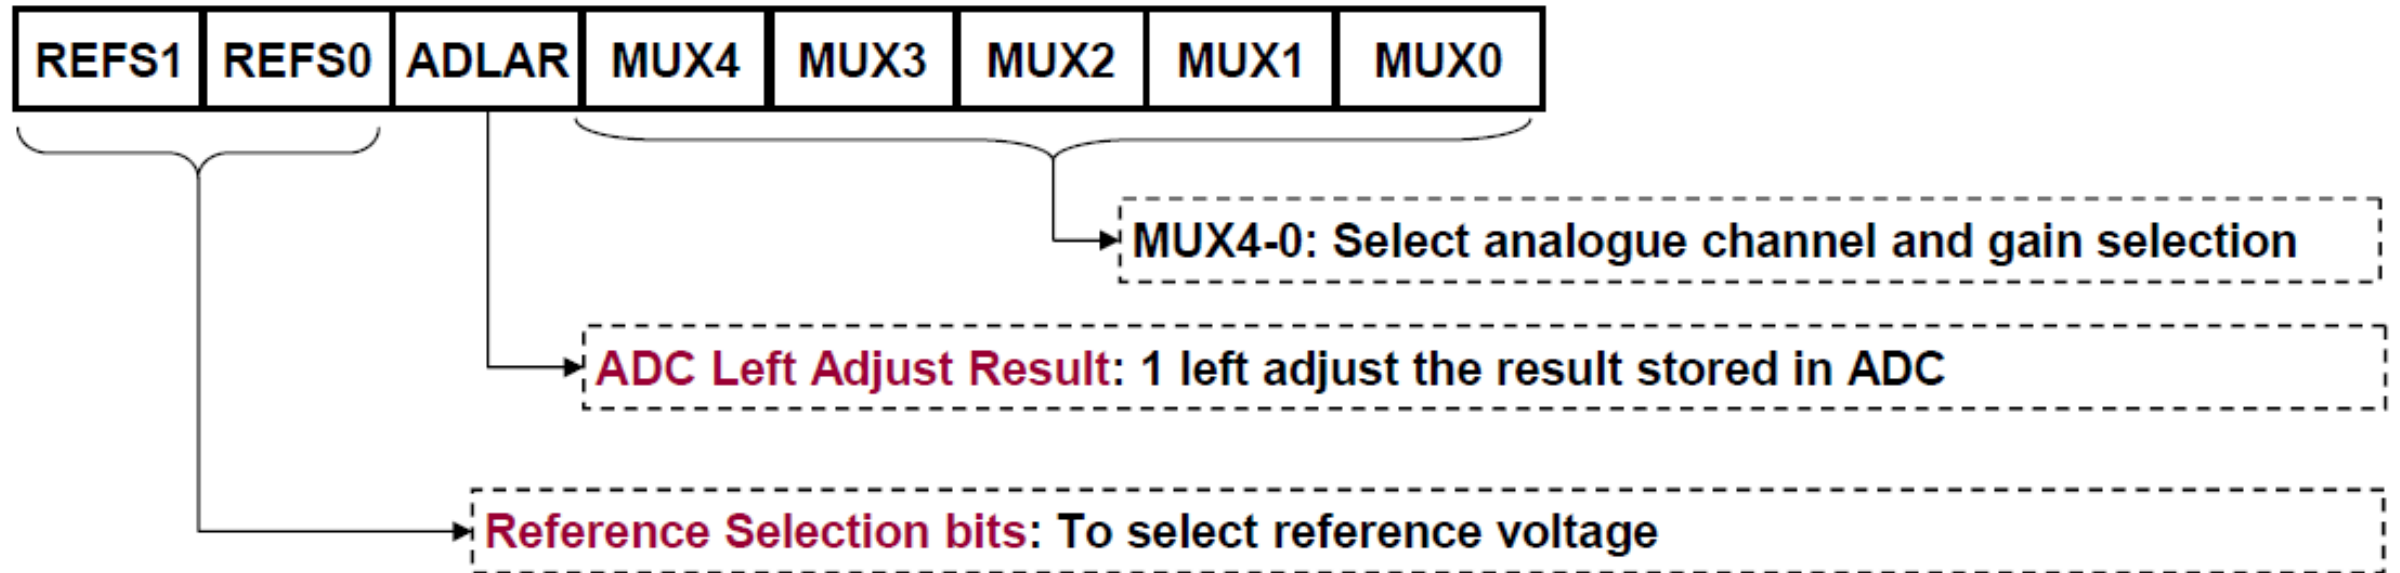 REFS1 REFS0 ADLAR MUX4 MUX3 MUX2 MUX1 MUX0
MUX4-0: Select analogue channel and gain selection
ADC Left Adjust Result: 1 left adjust the result stored in ADC
Reference Selection bits: To select reference voltage